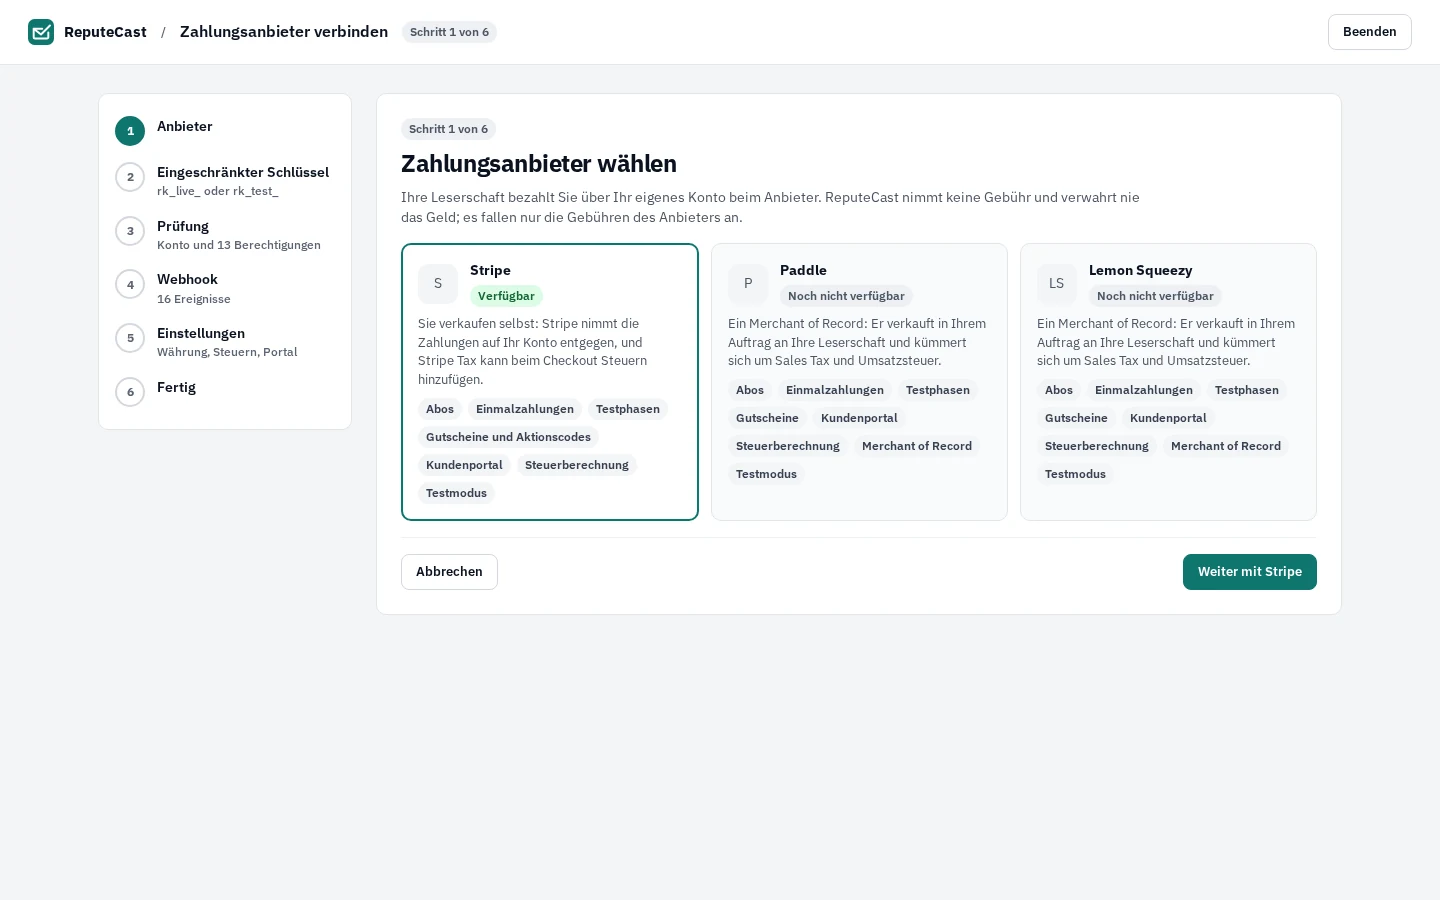 ReputeCast / Zahlungsanbieter verbinden Schritt 1 von 6 Beenden
1 Anbieter
2 Eingeschränkter Schlüssel
rk_live_ oder rk_test_
3 Prüfung
Konto und 13 Berechtigungen
4 Webhook
16 Ereignisse
5 Einstellungen
Währung, Steuern, Portal
6 Fertig
Schritt 1 von 6
Zahlungsanbieter wählen
Ihre Leserschaft bezahlt Sie über Ihr eigenes Konto beim Anbieter. ReputeCast nimmt keine Gebühr und verwahrt nie
das Geld; es fallen nur die Gebühren des Anbieters an.
S Stripe
Verfügbar
Sie verkaufen selbst: Stripe nimmt die
Zahlungen auf Ihr Konto entgegen, und
Stripe Tax kann beim Checkout Steuern
hinzufügen.
Abos Einmalzahlungen Testphasen
Gutscheine und Aktionscodes
Kundenportal Steuerberechnung
Testmodus
P Paddle
Noch nicht verfügbar
Ein Merchant of Record: Er verkauft in Ihrem
Auftrag an Ihre Leserschaft und kümmert
sich um Sales Tax und Umsatzsteuer.
Abos Einmalzahlungen Testphasen
Gutscheine Kundenportal
Steuerberechnung Merchant of Record
Testmodus
LS Lemon Squeezy
Noch nicht verfügbar
Ein Merchant of Record: Er verkauft in Ihrem
Auftrag an Ihre Leserschaft und kümmert
sich um Sales Tax und Umsatzsteuer.
Abos Einmalzahlungen Testphasen
Gutscheine Kundenportal
Steuerberechnung Merchant of Record
Testmodus
Abbrechen Weiter mit Stripe